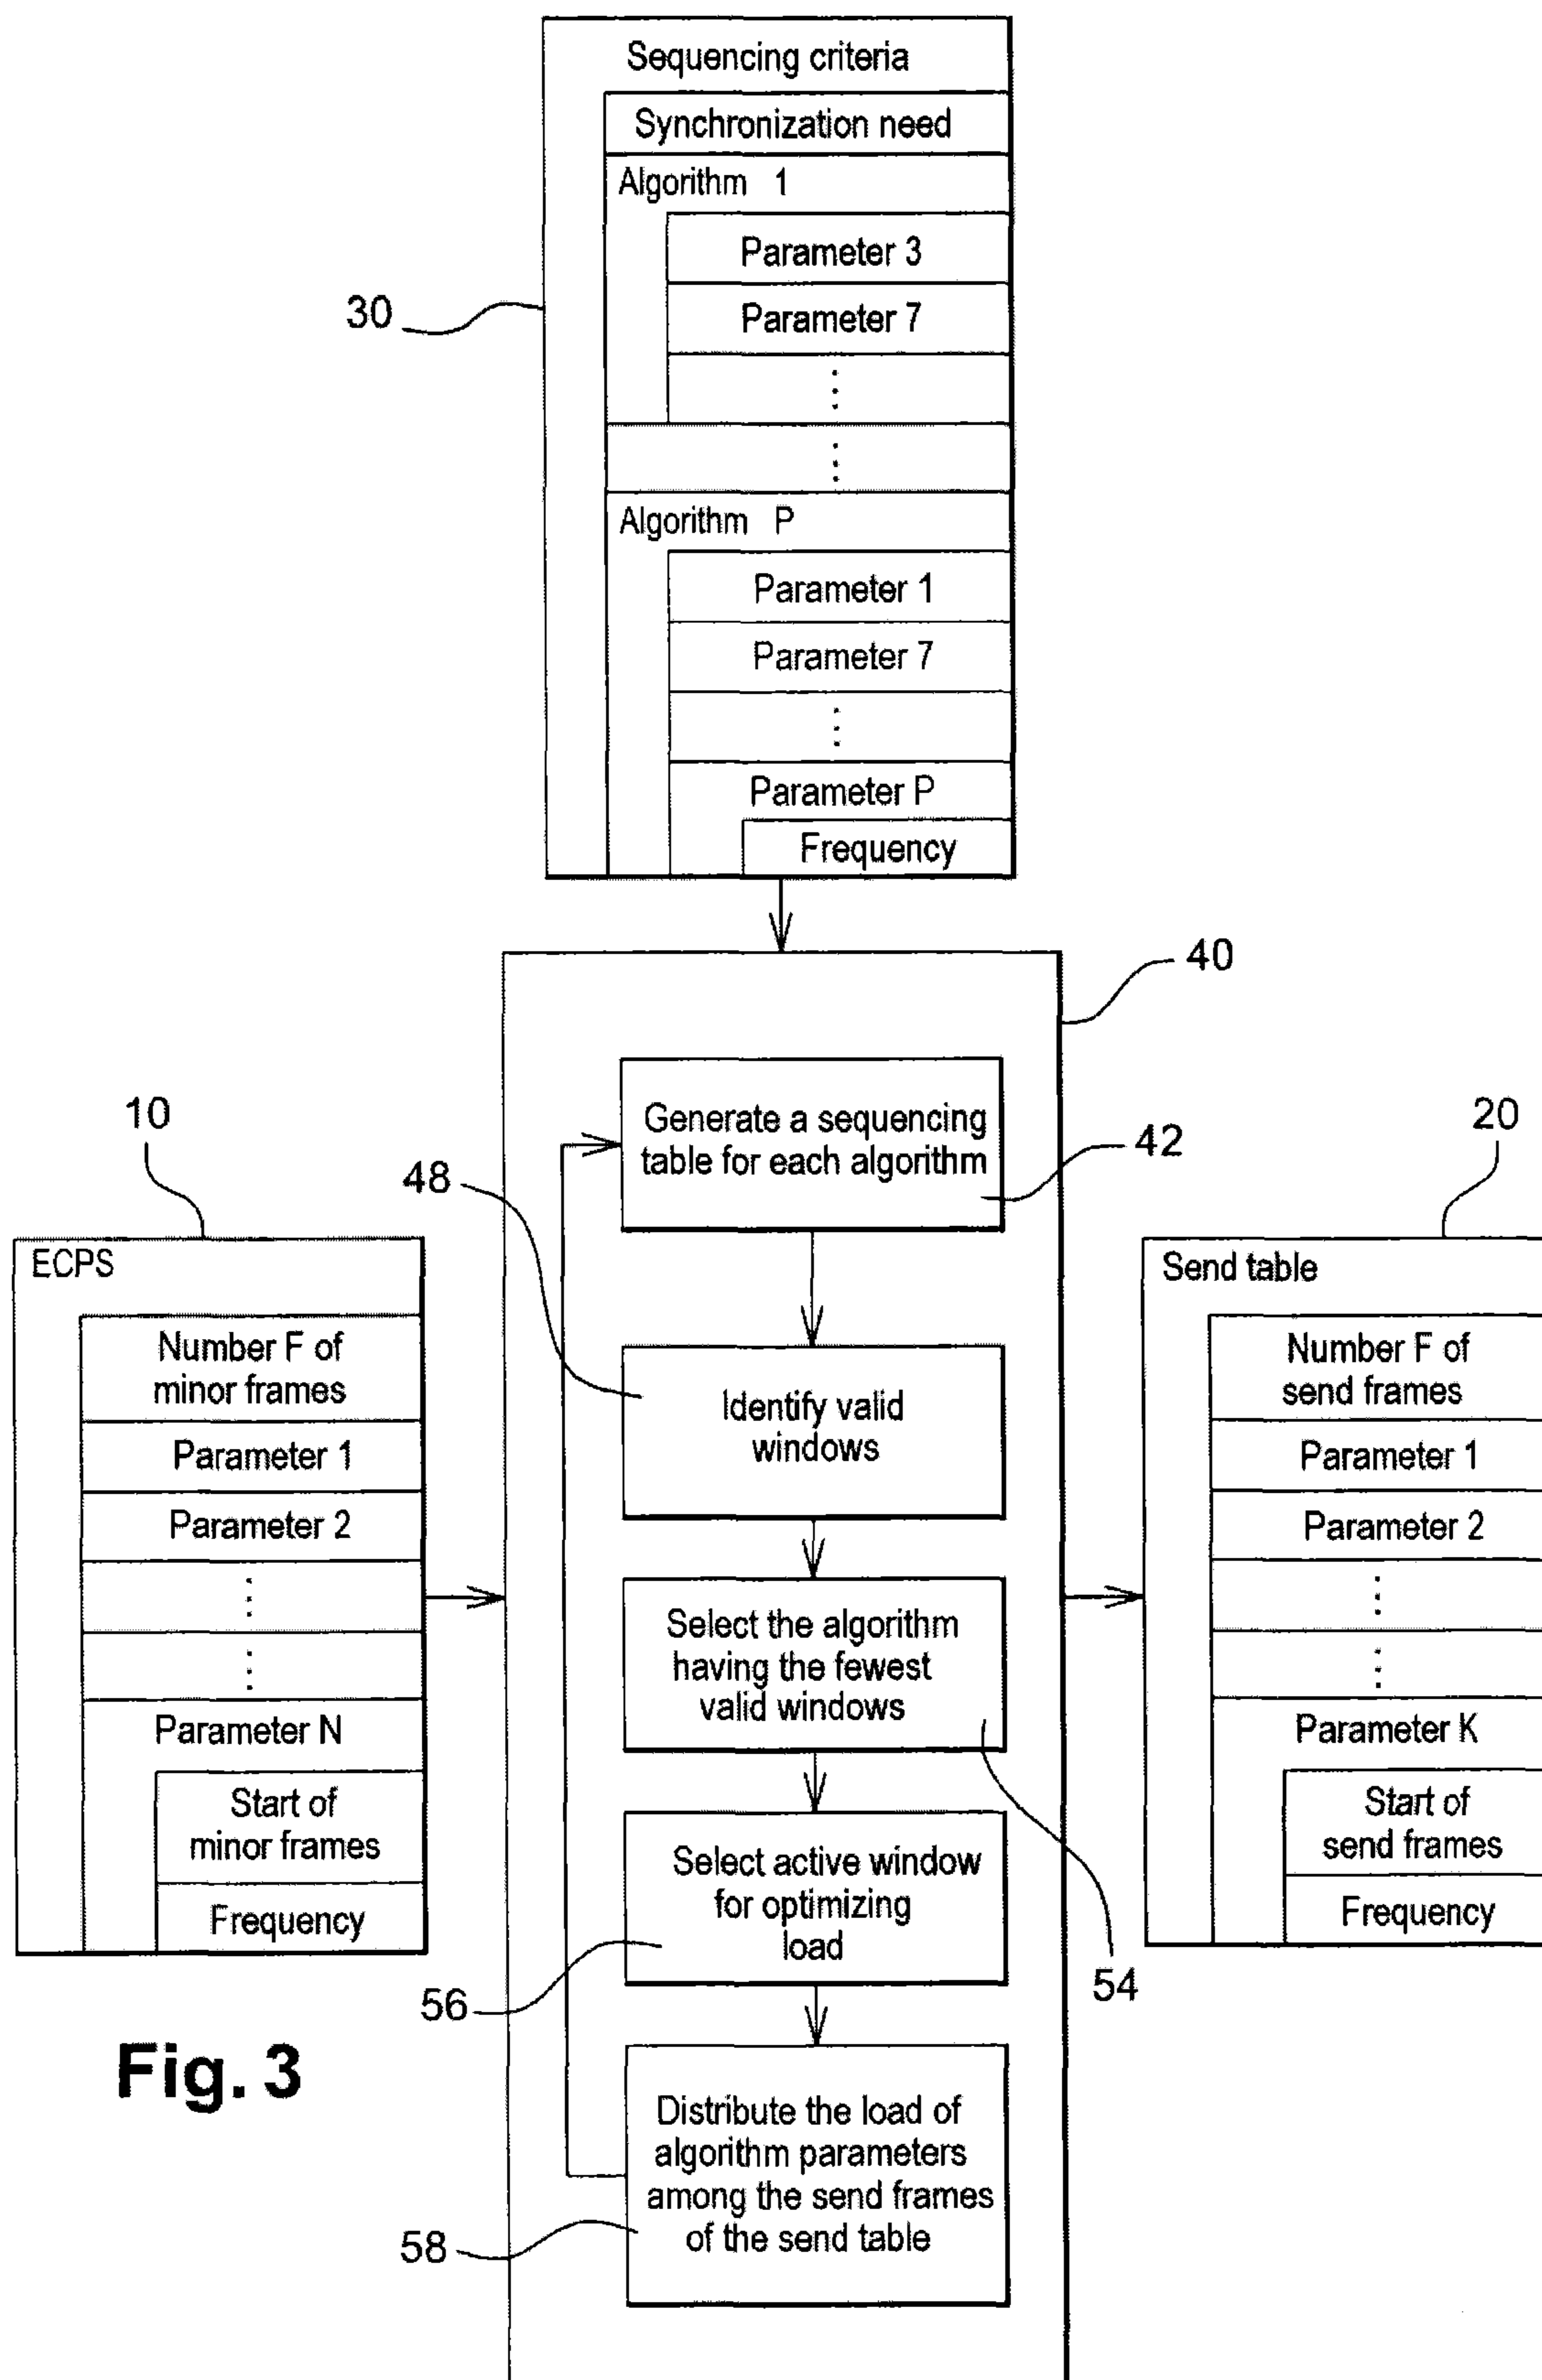 Sequencing criteria
Synchronization need
Algorithm 1
Parameter 3
Parameter 7
⋮
⋮
Algorithm P
Parameter 1
Parameter 7
⋮
Parameter P
Frequency
30
40
Generate a sequencing
table for each algorithm
42
48
Identify valid
windows
Select the algorithm
having the fewest
valid windows
54
Select active window
for optimizing
load
56
Distribute the load of
algorithm parameters
among the send frames
of the send table
58
10
ECPS
Number F of
minor frames
Parameter 1
Parameter 2
⋮
⋮
Parameter N
Start of
minor frames
Frequency
20
Send table
Number F of
send frames
Parameter 1
Parameter 2
⋮
⋮
Parameter K
Start of
send frames
Frequency
Fig. 3